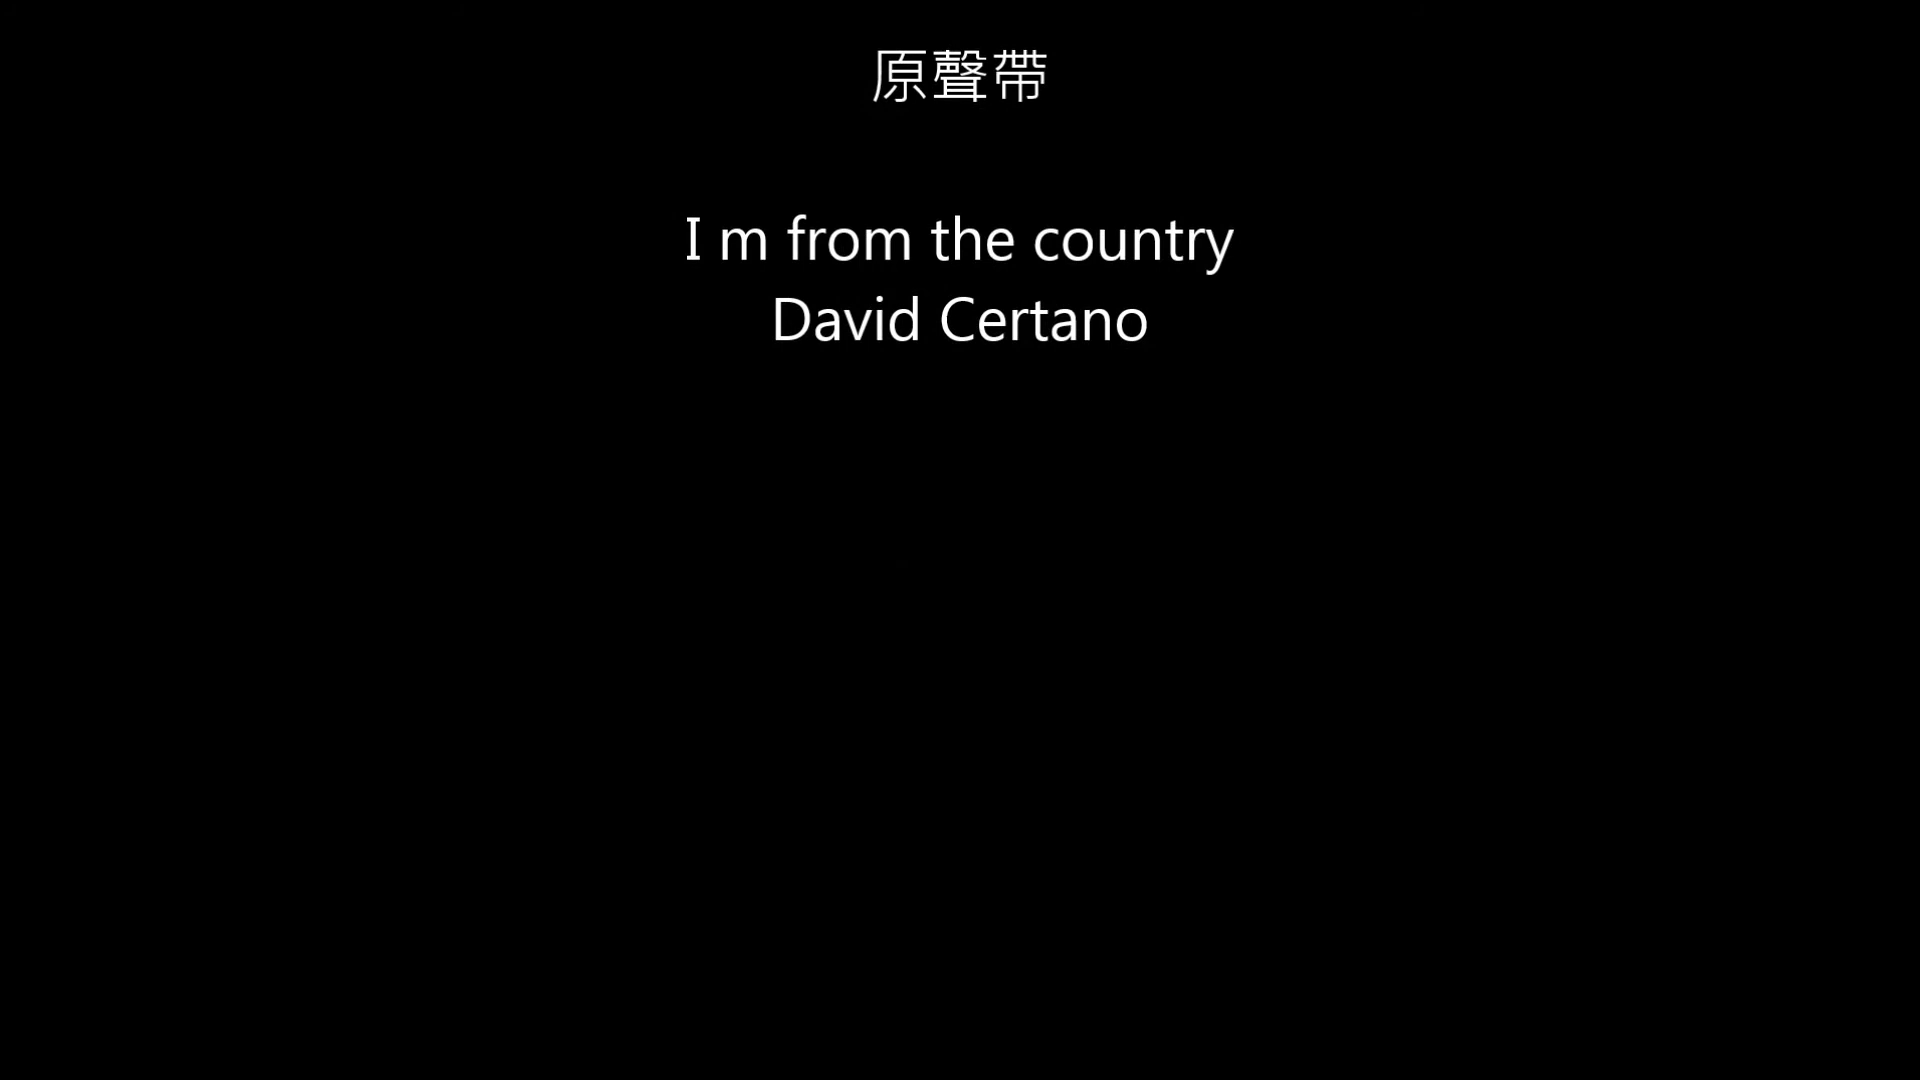 原聲帶
I m from the country
David Certano